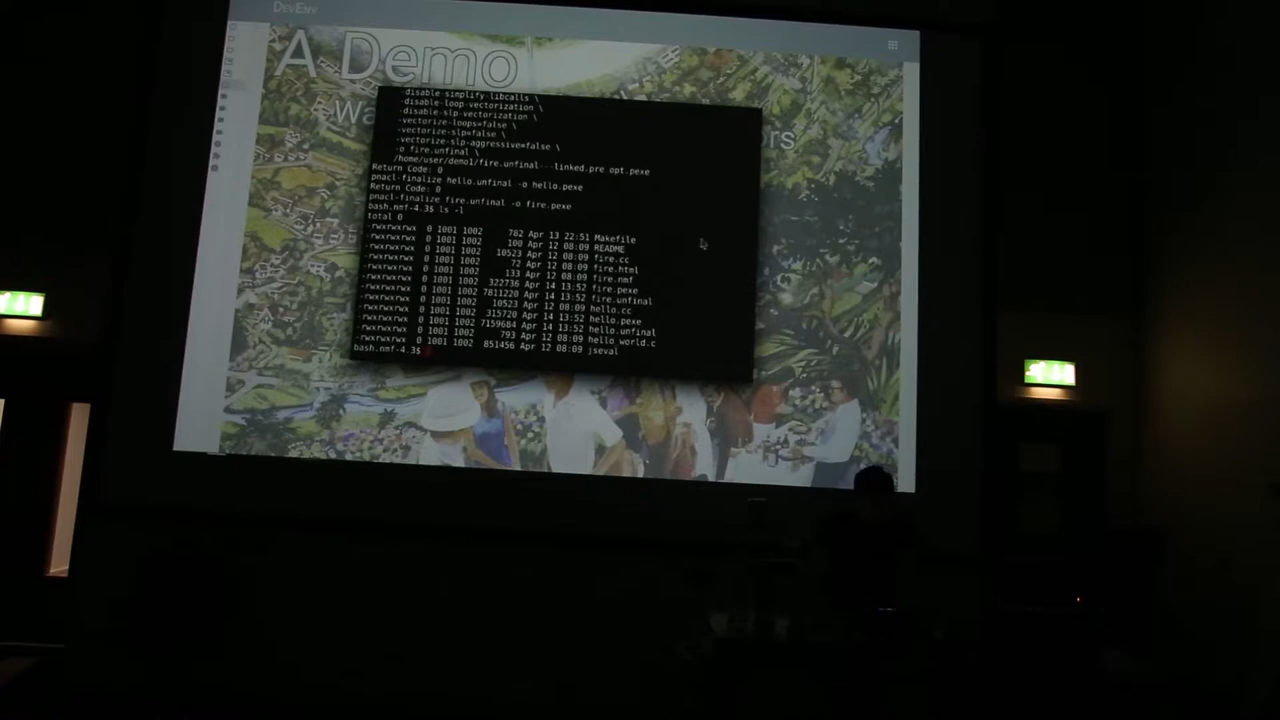 DevEnv
A Demo
Wa
ors
-disable-simplify-libcalls \
-disable-loop-vectorization \
-disable-slp-vectorization \
-vectorize-loops=false \
-vectorize-slp=false \
-vectorize-slp-aggressive=false \
-o fire.unfinal \
/home/user/demo1/fire.unfinal---linked.pre_opt.pexe
Return Code: 0
pnacl-finalize hello.unfinal -o hello.pexe
Return Code: 0
pnacl-finalize fire.unfinal -o fire.pexe
bash.nmf-4.3$ ls -l
total 0
-rwxrwxrwx 0 1001 1002 782 Apr 13 22:51 Makefile
-rwxrwxrwx 0 1001 1002 100 Apr 12 08:09 README
-rwxrwxrwx 0 1001 1002 10523 Apr 12 08:09 fire.cc
-rwxrwxrwx 0 1001 1002 72 Apr 12 08:09 fire.html
-rwxrwxrwx 0 1001 1002 133 Apr 12 08:09 fire.nmf
-rwxrwxrwx 0 1001 1002 322736 Apr 14 13:52 fire.pexe
-rwxrwxrwx 0 1001 1002 7811220 Apr 14 13:52 fire.unfinal
-rwxrwxrwx 0 1001 1002 10523 Apr 12 08:09 hello.cc
-rwxrwxrwx 0 1001 1002 315720 Apr 14 13:52 hello.pexe
-rwxrwxrwx 0 1001 1002 7159684 Apr 14 13:52 hello.unfinal
-rwxrwxrwx 0 1001 1002 793 Apr 12 08:09 hello_world.c
-rwxrwxrwx 0 1001 1002 851456 Apr 12 08:09 jseval
bash.nmf-4.3$